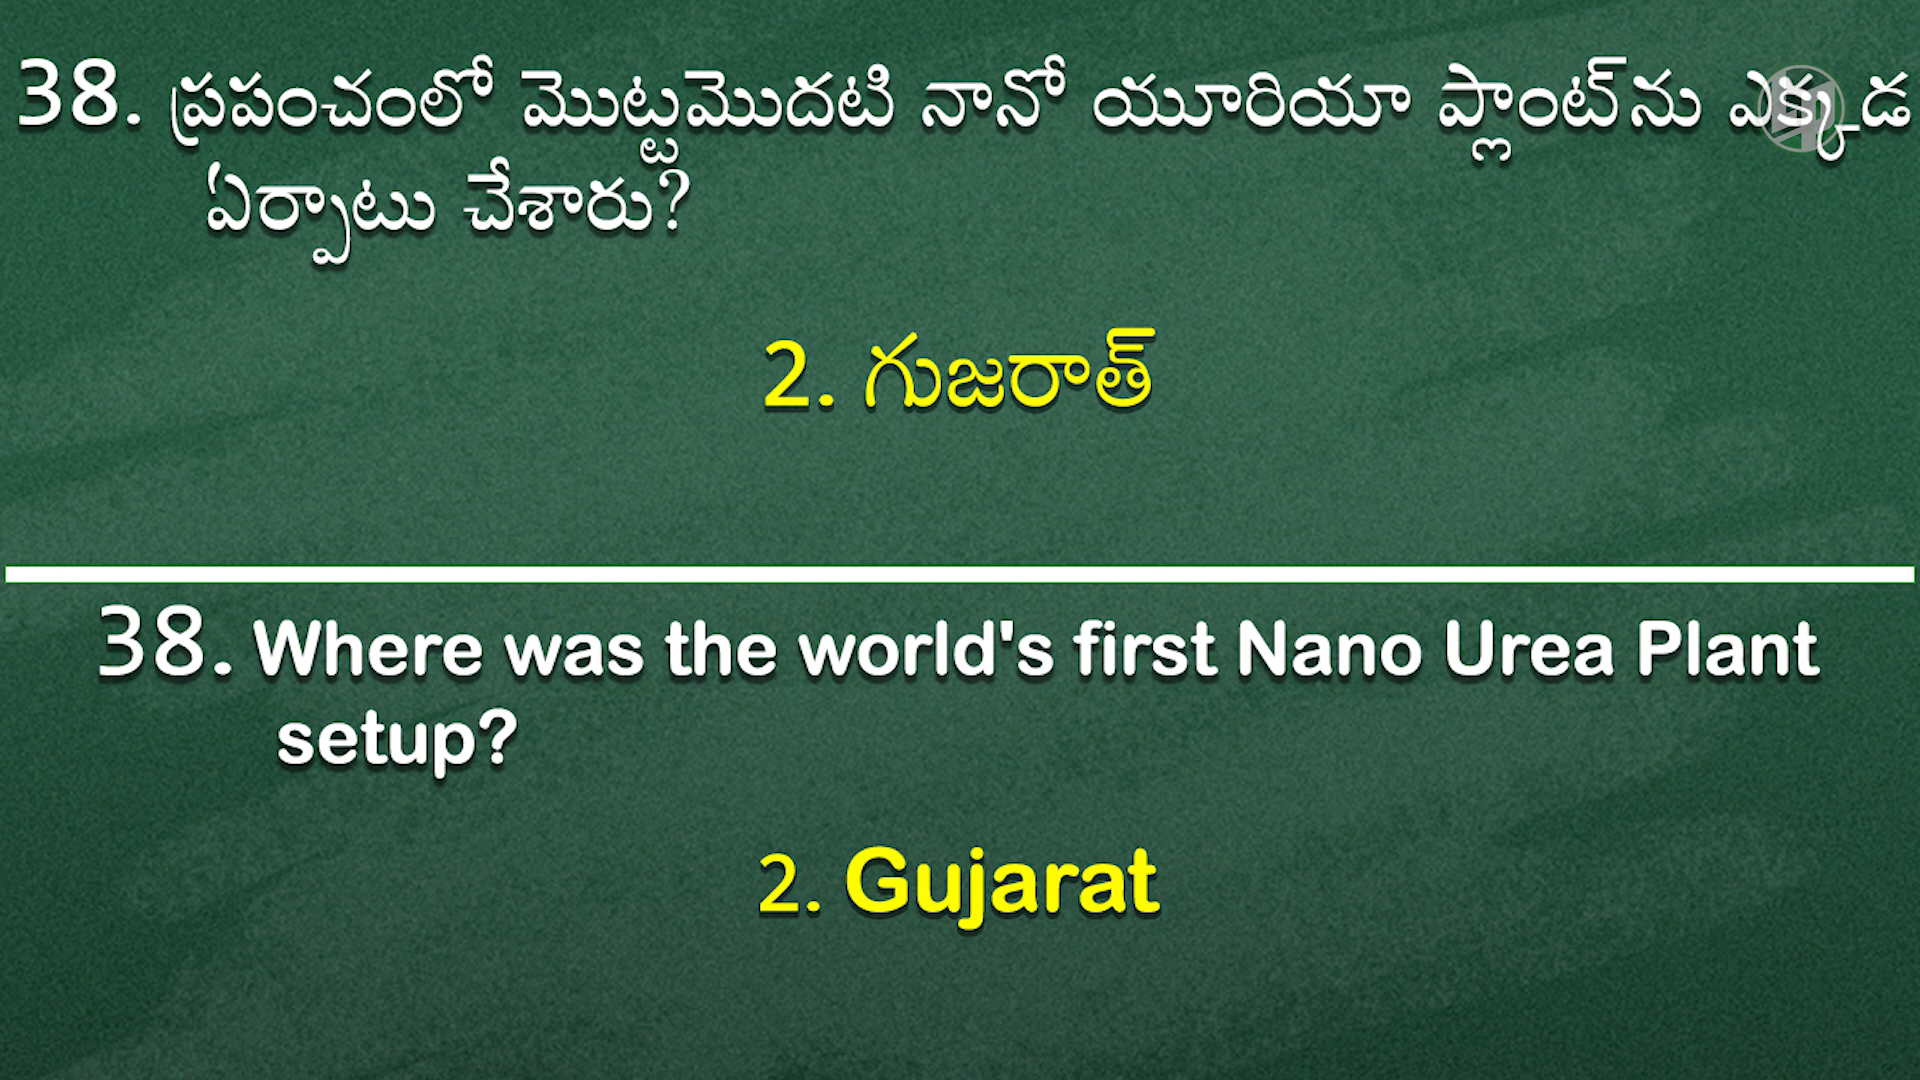 38. ప్రపంచంలో మొట్టమొదటి నానో యూరియా ప్లాంట్‌ను ఎక్కడ
ఏర్పాటు చేశారు?
2. గుజరాత్
38. Where was the world's first Nano Urea Plant
setup?
2. Gujarat